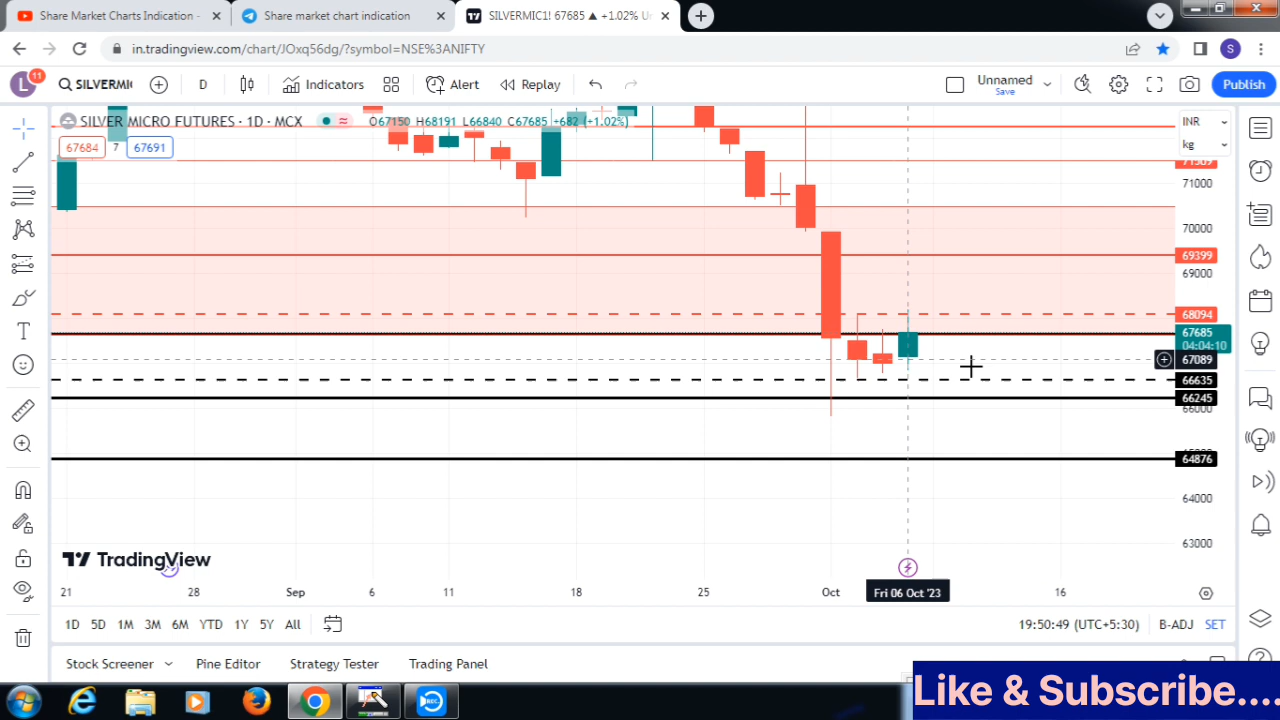 Share Market Charts Indication -
Share market chart indication
SILVERMIC1! 67685 ▲ +1.02% Un
in.tradingview.com/chart/JOxq56dg/?symbol=NSE%3ANIFTY
S
L
11
SILVERMIC
D
Indicators
Alert
Replay
Unnamed
Save
Publish
SILVER MICRO FUTURES · 1D · MCX
O67150 H68191 L66840 C67685 +682 (+1.02%)
67684
7
67691
INR
kg
71000
70000
69399
69000
68094
67685
04:04:10
67089
66635
66245
66000
64876
64000
63000
TradingView
21
28
Sep
6
11
18
25
Oct
Fri 06 Oct '23
16
1D
5D
1M
3M
6M
YTD
1Y
5Y
All
19:50:49 (UTC+5:30)
B-ADJ
SET
Stock Screener
Pine Editor
Strategy Tester
Trading Panel
REC
Like & Subscribe....